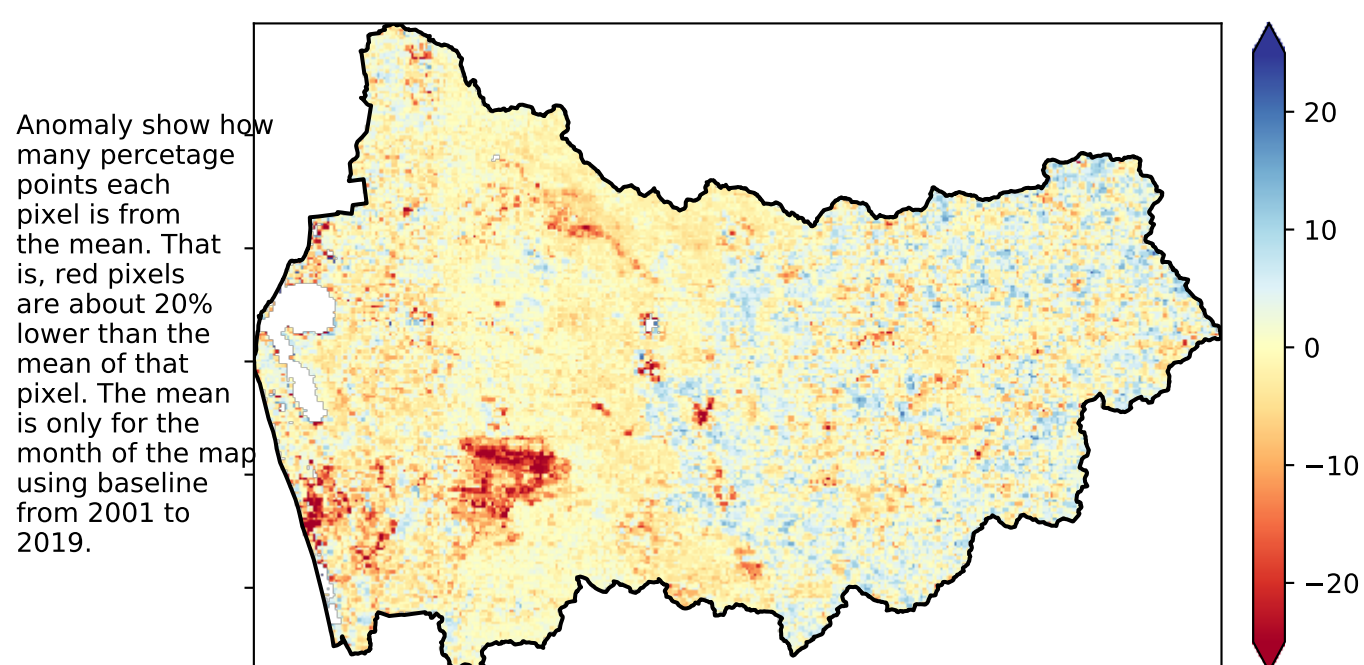 Anomaly show how
many percetage
points each
pixel is from
the mean. That
is, red pixels
are about 20%
lower than the
mean of that
pixel. The mean
is only for the
month of the map
using baseline
from 2001 to
2019.
20
10
0
−10
−20